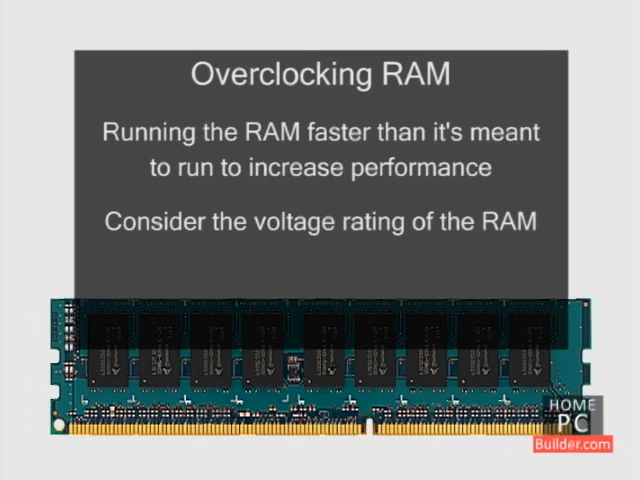 Overclocking RAM
Running the RAM faster than it's meant
to run to increase performance
Consider the voltage rating of the RAM
HOME
PC
Builder.com